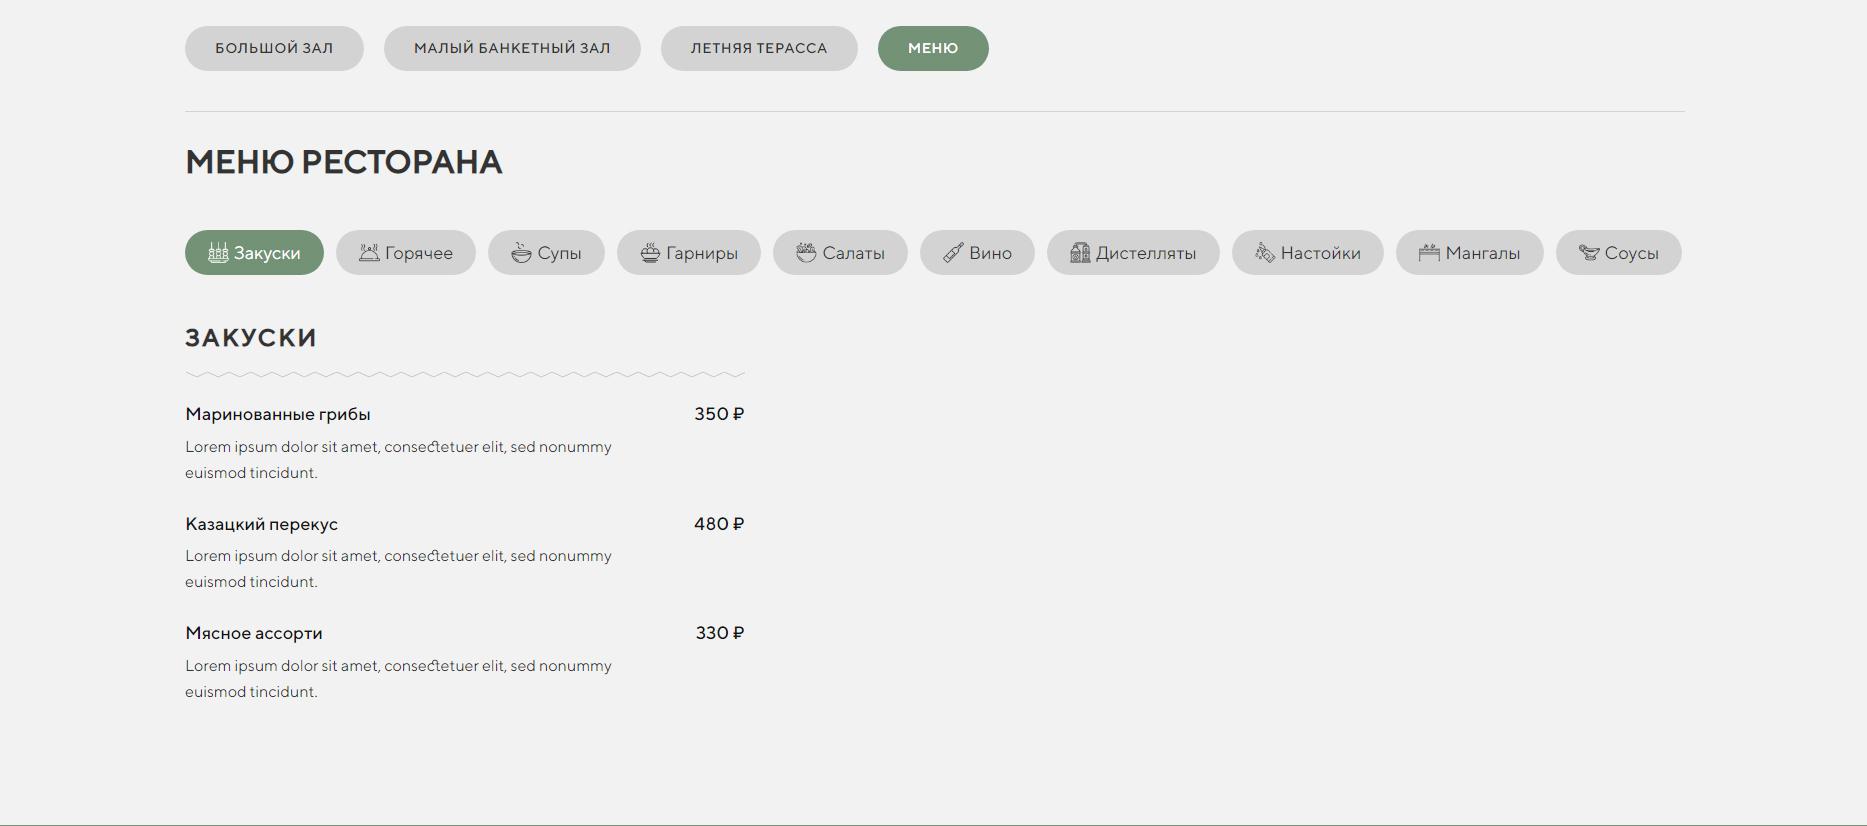 БОЛЬШОЙ ЗАЛ МАЛЫЙ БАНКЕТНЫЙ ЗАЛ ЛЕТНЯЯ ТЕРАССА МЕНЮ
МЕНЮ РЕСТОРАНА
Закуски Горячее Супы Гарниры Салаты Вино Дистелляты Настойки Мангалы Соусы
ЗАКУСКИ
Маринованные грибы 350 ₽
Lorem ipsum dolor sit amet, consectetuer elit, sed nonummy
euismod tincidunt.
Казацкий перекус 480 ₽
Lorem ipsum dolor sit amet, consectetuer elit, sed nonummy
euismod tincidunt.
Мясное ассорти 330 ₽
Lorem ipsum dolor sit amet, consectetuer elit, sed nonummy
euismod tincidunt.